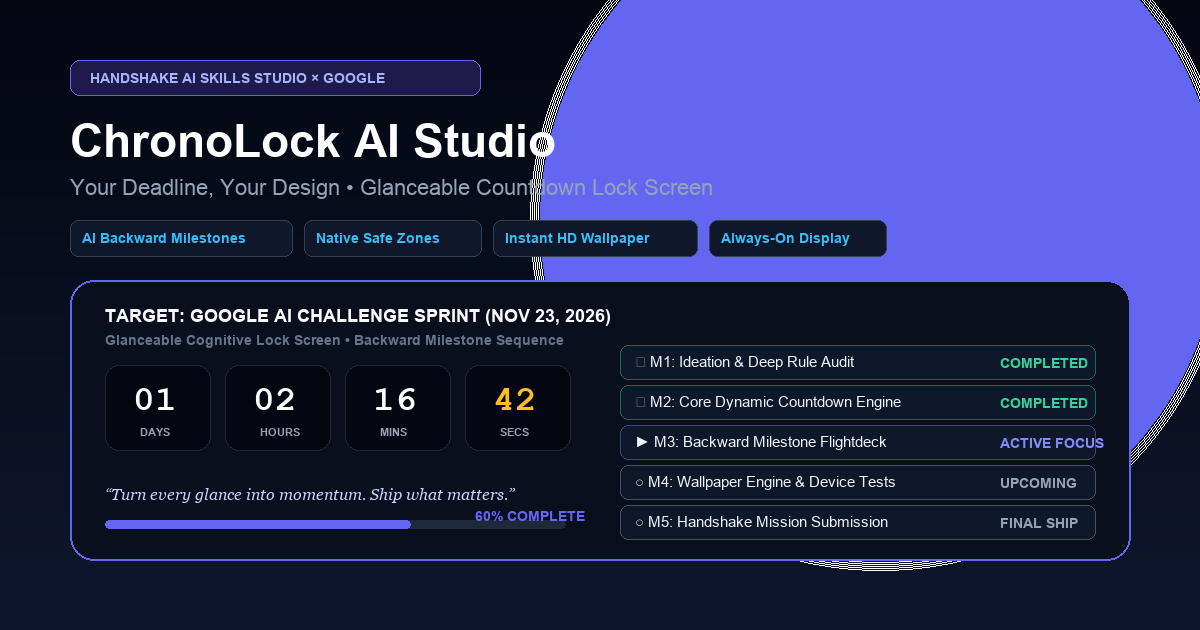 HANDSHAKE AI SKILLS STUDIO × GOOGLE
ChronoLock AI Studio
Your Deadline, Your Design • Glanceable Countdown Lock Screen
AI Backward Milestones
Native Safe Zones
Instant HD Wallpaper
Always-On Display
TARGET: GOOGLE AI CHALLENGE SPRINT (NOV 23, 2026)
Glanceable Cognitive Lock Screen • Backward Milestone Sequence
01
DAYS
02
HOURS
16
MINS
42
SECS
“Turn every glance into momentum. Ship what matters.”
60% COMPLETE
□ M1: Ideation & Deep Rule Audit COMPLETED
□ M2: Core Dynamic Countdown Engine COMPLETED
► M3: Backward Milestone Flightdeck ACTIVE FOCUS
○ M4: Wallpaper Engine & Device Tests UPCOMING
○ M5: Handshake Mission Submission FINAL SHIP